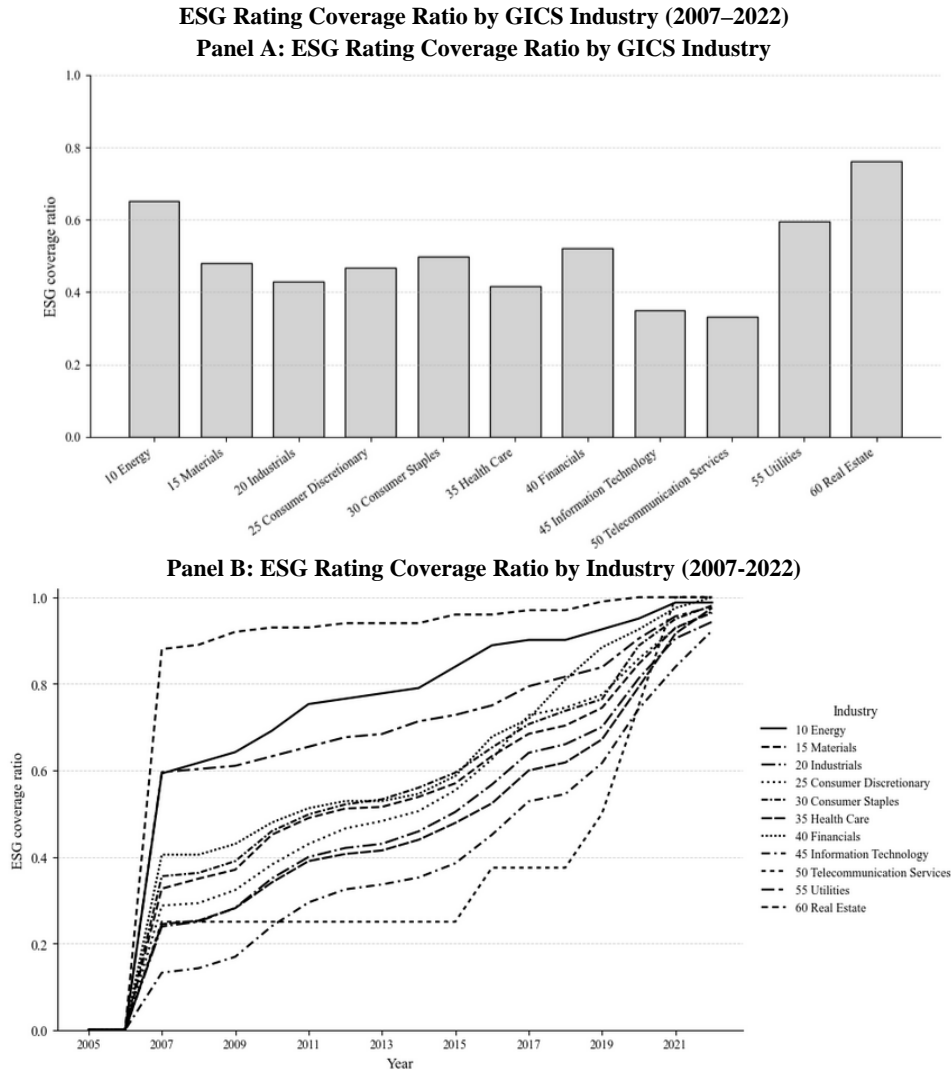 ESG Rating Coverage Ratio by GICS Industry (2007–2022)
Panel A: ESG Rating Coverage Ratio by GICS Industry
1.0
0.8
0.6
0.4
0.2
0.0
ESG coverage ratio
10 Energy
15 Materials
20 Industrials
25 Consumer Discretionary
30 Consumer Staples
35 Health Care
40 Financials
45 Information Technology
50 Telecommunication Services
55 Utilities
60 Real Estate
Panel B: ESG Rating Coverage Ratio by Industry (2007-2022)
1.0
0.8
0.6
0.4
0.2
0.0
ESG coverage ratio
2005
2007
2009
2011
2013
2015
2017
2019
2021
Year
Industry
10 Energy
15 Materials
20 Industrials
25 Consumer Discretionary
30 Consumer Staples
35 Health Care
40 Financials
45 Information Technology
50 Telecommunication Services
55 Utilities
60 Real Estate